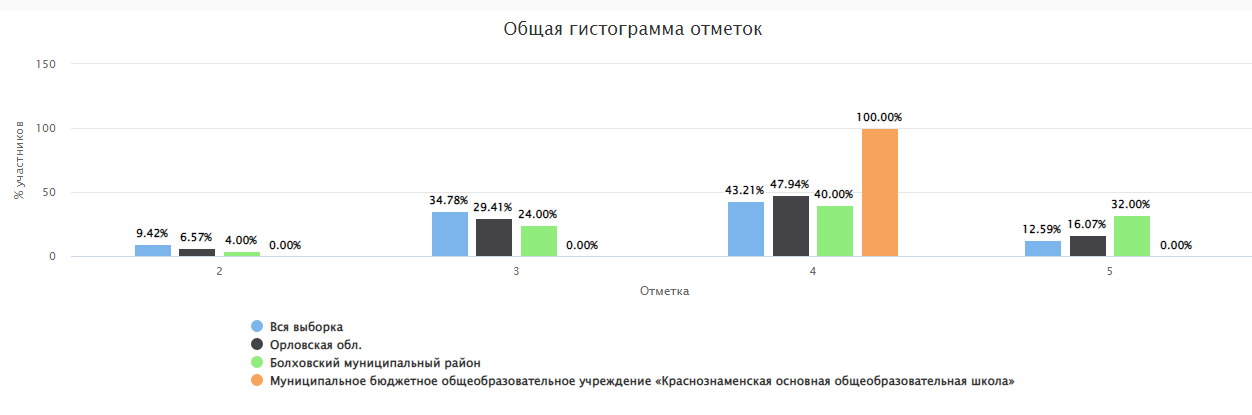 Общая гистограмма отметок
150
100
50
0
% участников
9.42% 6.57% 4.00% 0.00%
34.78% 29.41% 24.00% 0.00%
43.21% 47.94% 40.00% 100.00%
12.59% 16.07% 32.00% 0.00%
2 3 4 5
Отметка
Вся выборка
Орловская обл.
Болховский муниципальный район
Муниципальное бюджетное общеобразовательное учреждение «Краснознаменская основная общеобразовательная школа»